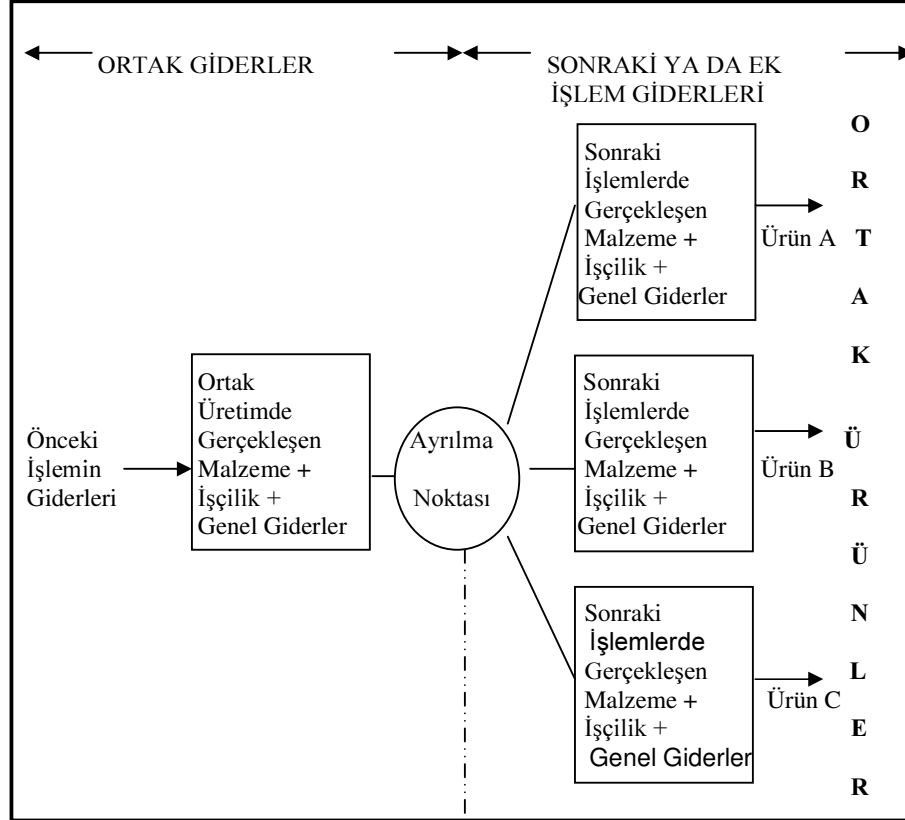 ORTAK GİDERLER
SONRAKİ YA DA EK
İŞLEM GİDERLERİ
Önceki
İşlemin
Giderleri
Ortak
Üretimde
Gerçekleşen
Malzeme +
İşçilik +
Genel Giderler
Ayrılma
Noktası
Sonraki
İşlemlerde
Gerçekleşen
Malzeme +
İşçilik +
Genel Giderler
Ürün A
Sonraki
İşlemlerde
Gerçekleşen
Malzeme +
İşçilik +
Genel Giderler
Ürün B
Sonraki
İşlemlerde
Gerçekleşen
Malzeme +
İşçilik +
Genel Giderler
Ürün C
O
R
T
A
K
Ü
R
Ü
N
L
E
R